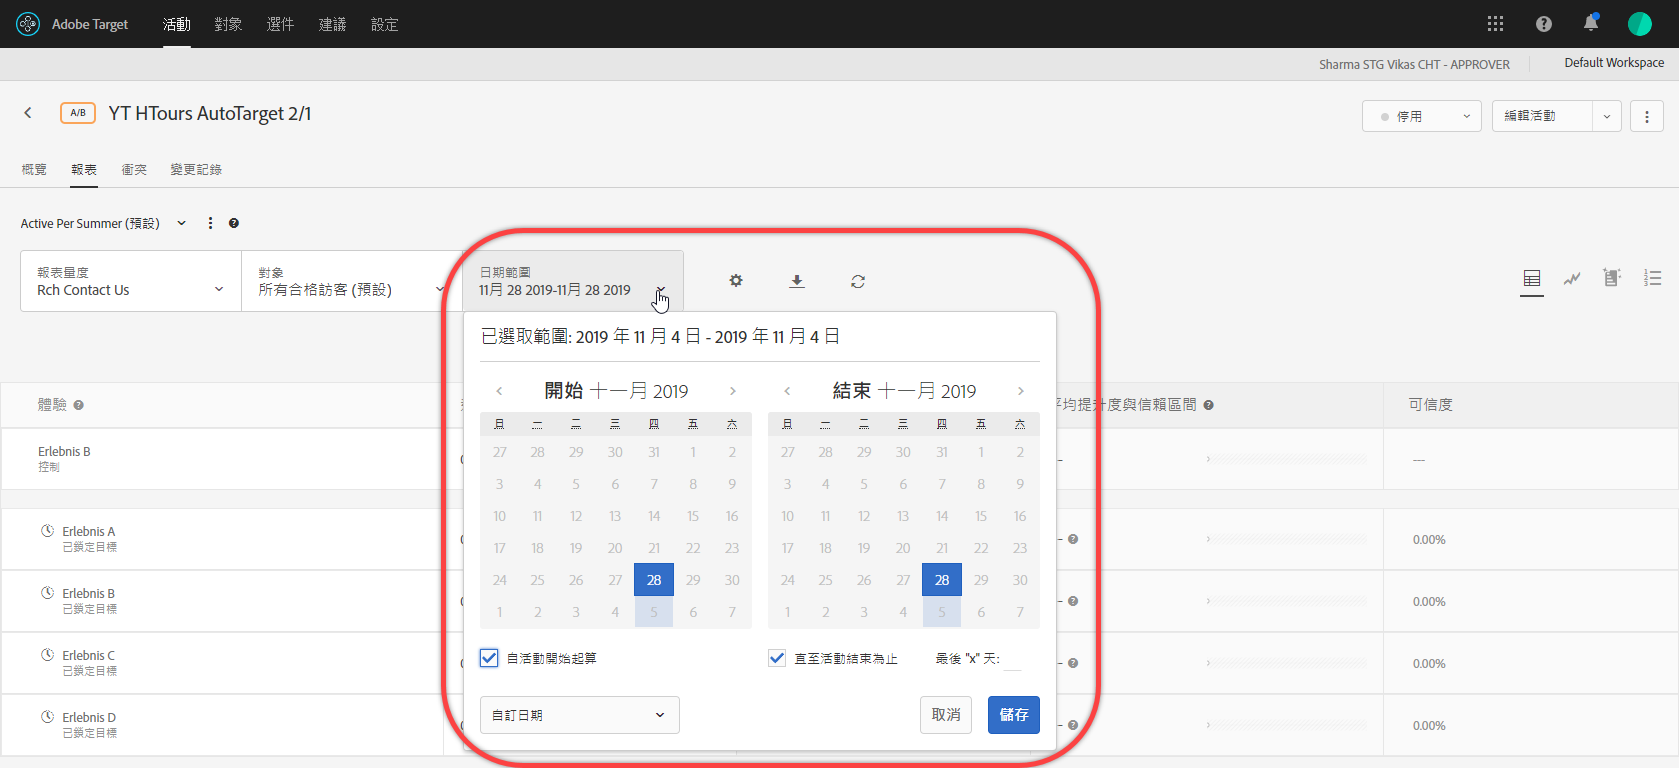 Adobe Target 活動 對象 選件 建議 設定
Sharma STG Vikas CHT - APPROVER Default Workspace
A/B YT HTours AutoTarget 2/1 停用 編輯活動
概覽 報表 衝突 變更記錄
Active Per Summer (預設)
報表量度 對象 日期範圍
Rch Contact Us 所有合格訪客 (預設) 11月 28 2019-11月 28 2019
已選取範圍: 2019 年 11 月 4 日 - 2019 年 11 月 4 日
開始 十一月 2019 結束 十一月 2019
日 一 二 三 四 五 六 日 一 二 三 四 五 六
27 28 29 30 31 1 2 27 28 29 30 31 1 2
3 4 5 6 7 8 9 3 4 5 6 7 8 9
10 11 12 13 14 15 16 10 11 12 13 14 15 16
17 18 19 20 21 22 23 17 18 19 20 21 22 23
24 25 26 27 28 29 30 24 25 26 27 28 29 30
1 2 3 4 5 6 7 1 2 3 4 5 6 7
自活動開始起算 直至活動結束為止 最後 "x" 天:
自訂日期 取消 儲存
體驗 均提升度與信賴區間 可信度
Erlebnis B
控制 —
Erlebnis A
已鎖定目標 0.00%
Erlebnis B
已鎖定目標 0.00%
Erlebnis C
已鎖定目標 0.00%
Erlebnis D
已鎖定目標 0.00%